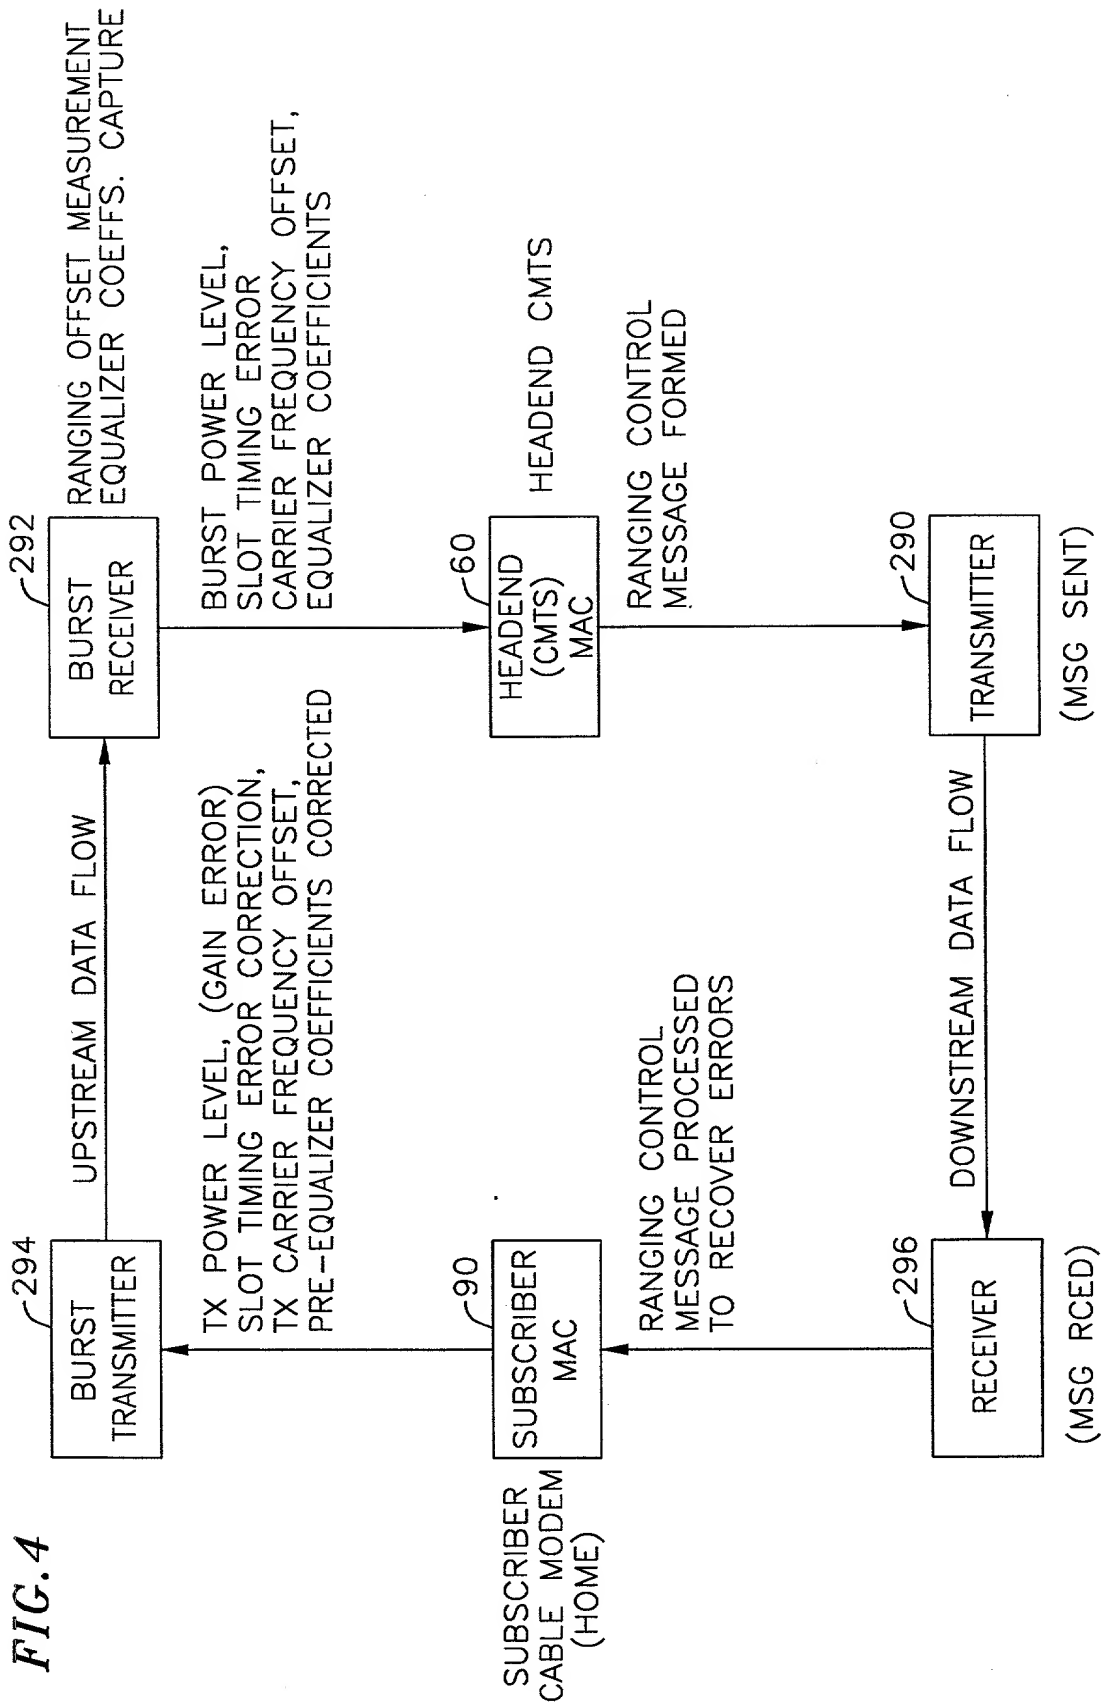 FIG. 4
294
BURST
TRANSMITTER
UPSTREAM DATA FLOW
292
BURST
RECEIVER
RANGING OFFSET MEASUREMENT
EQUALIZER COEFFS. CAPTURE
TX POWER LEVEL, (GAIN ERROR)
SLOT TIMING ERROR CORRECTION,
TX CARRIER FREQUENCY OFFSET,
PRE-EQUALIZER COEFFICIENTS CORRECTED
BURST POWER LEVEL,
SLOT TIMING ERROR
CARRIER FREQUENCY OFFSET,
EQUALIZER COEFFICIENTS
SUBSCRIBER
CABLE MODEM
(HOME)
90
SUBSCRIBER
MAC
60
HEADEND
(CMTS)
MAC
HEADEND CMTS
RANGING CONTROL
MESSAGE PROCESSED
TO RECOVER ERRORS
RANGING CONTROL
MESSAGE FORMED
296
RECEIVER
(MSG RCED)
DOWNSTREAM DATA FLOW
290
TRANSMITTER
(MSG SENT)